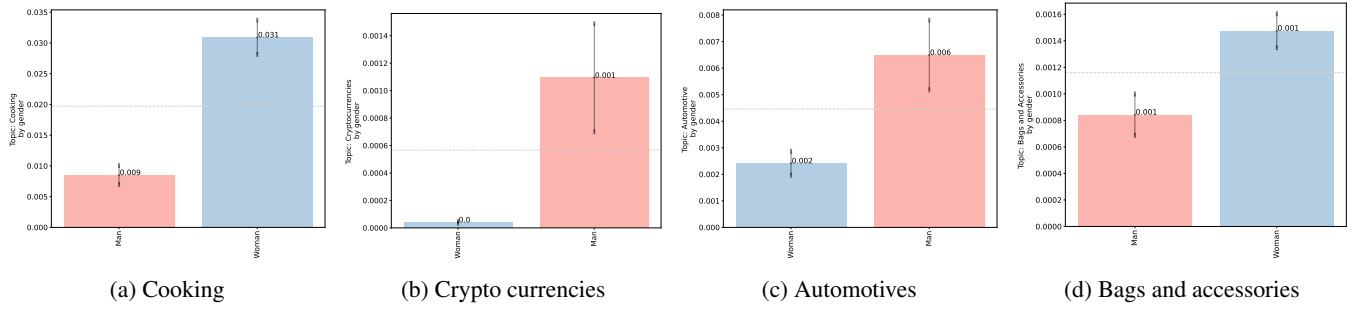 Topic: Cooking
by gender
0.035
0.030
0.025
0.020
0.015
0.010
0.005
0.000
0.009
0.031
Man
Woman
(a) Cooking
Topic: Cryptocurrencies
by gender
0.0014
0.0012
0.0010
0.0008
0.0006
0.0004
0.0002
0.0000
0.0
0.001
Woman
Man
(b) Crypto currencies
Topic: Automotive
by gender
0.008
0.007
0.006
0.005
0.004
0.003
0.002
0.001
0.000
0.002
0.006
Woman
Man
(c) Automotives
Topic: Bags and Accessories
by gender
0.0016
0.0014
0.0012
0.0010
0.0008
0.0006
0.0004
0.0002
0.0000
0.001
0.001
Man
Woman
(d) Bags and accessories